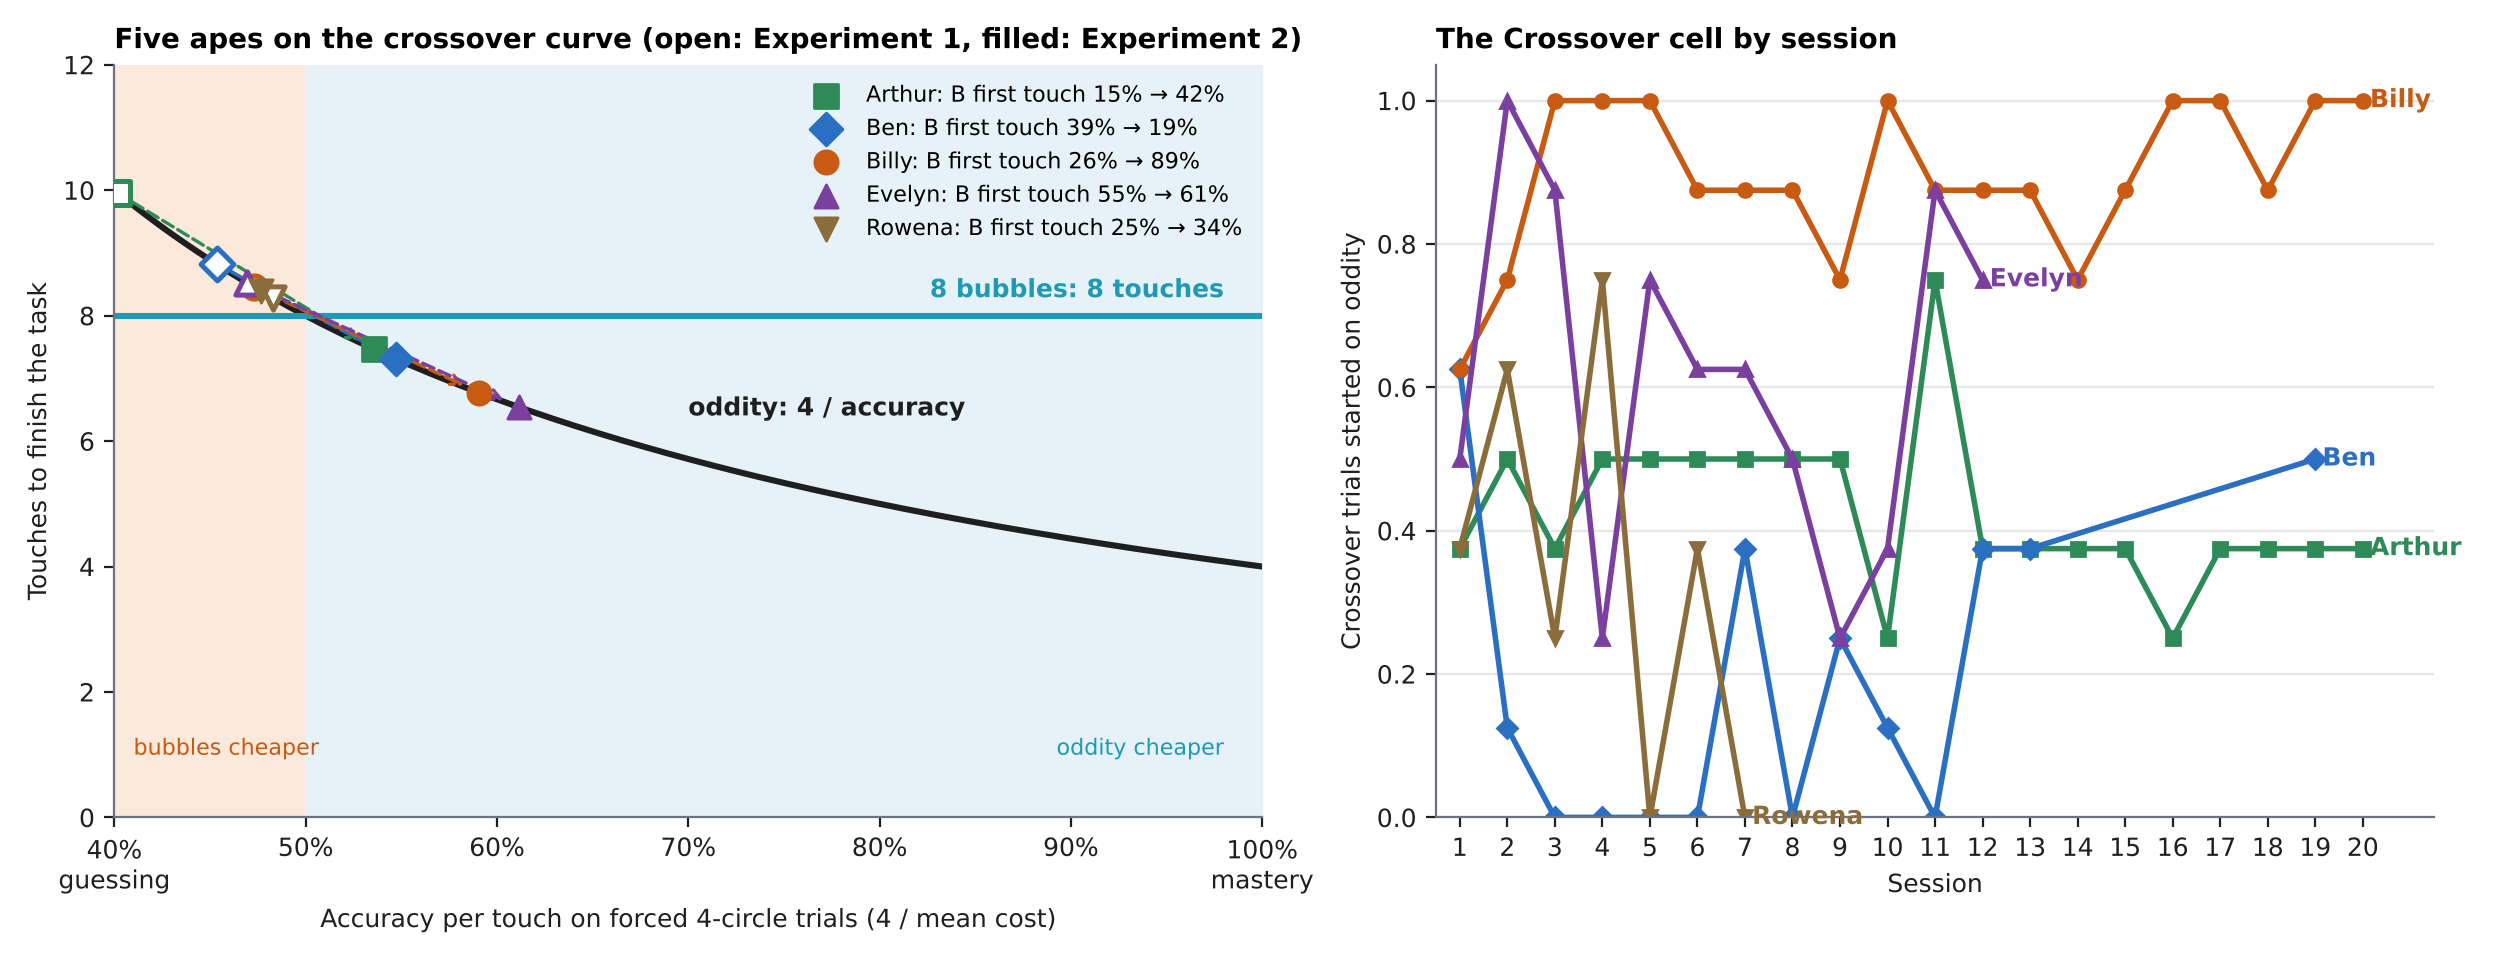 Five apes on the crossover curve (open: Experiment 1, filled: Experiment 2)
Touches to finish the task
12
10
8
6
4
2
0
Arthur: B first touch 15% → 42%
Ben: B first touch 39% → 19%
Billy: B first touch 26% → 89%
Evelyn: B first touch 55% → 61%
Rowena: B first touch 25% → 34%
8 bubbles: 8 touches
oddity: 4 / accuracy
bubbles cheaper
oddity cheaper
40%
guessing
50%
60%
70%
80%
90%
100%
mastery
Accuracy per touch on forced 4-circle trials (4 / mean cost)
The Crossover cell by session
Crossover trials started on oddity
1.0
0.8
0.6
0.4
0.2
0.0
Billy
Evelyn
Ben
Arthur
Rowena
1 2 3 4 5 6 7 8 9 10 11 12 13 14 15 16 17 18 19 20
Session